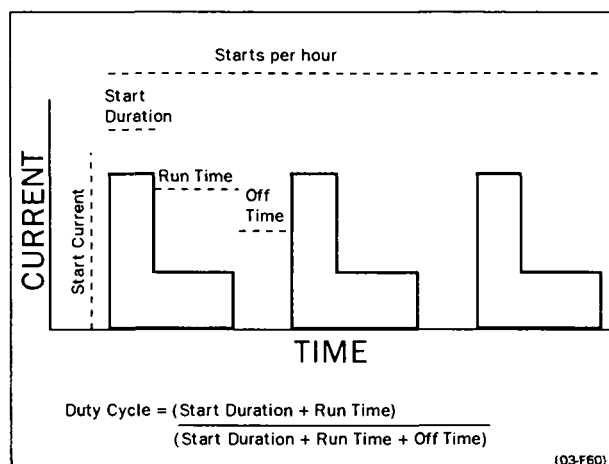 Starts per hour
Start
Duration
Run Time
Off
Time
Start Current
CURRENT
TIME
Duty Cycle = (Start Duration + Run Time)
(Start Duration + Run Time + Off Time)
(03-F60)